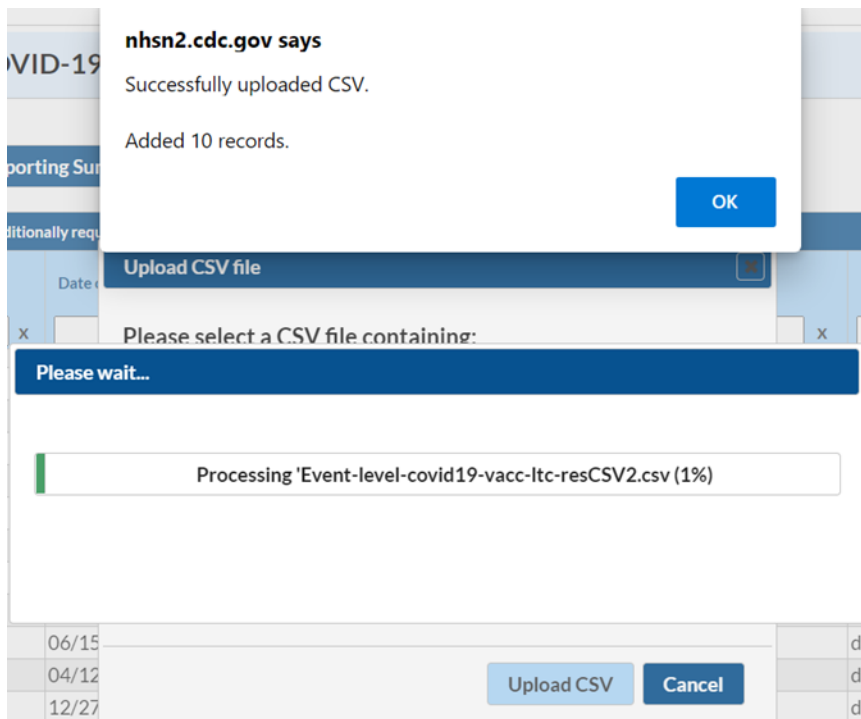 nhsn2.cdc.gov says
OVID-19
Successfully uploaded CSV.
Added 10 records.
porting Sur
OK
ditionally requ
Upload CSV file
Date
x
Please select a CSV file containing:
x
Please wait...
Processing 'Event-level-covid19-vacc-ltc-resCSV2.csv (1%)
06/15
d
04/12
d
Upload CSV
Cancel
12/27
d